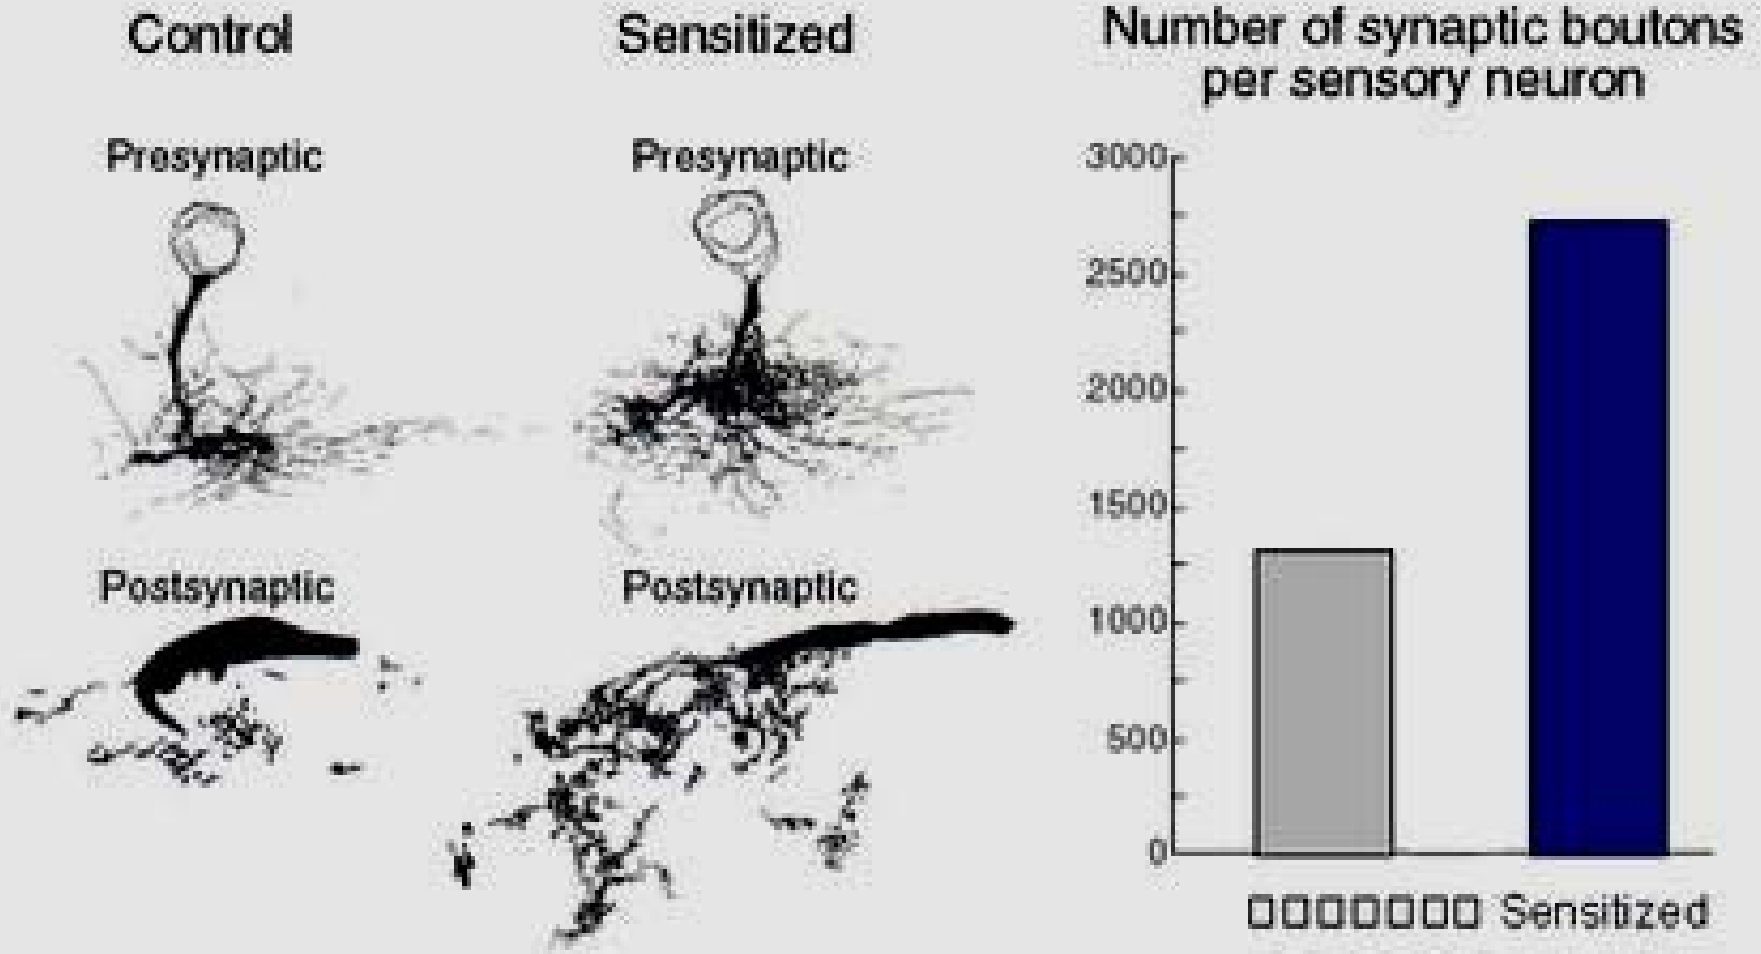 Control
Sensitized
Number of synaptic boutons
per sensory neuron
Presynaptic
Presynaptic
Postsynaptic
Postsynaptic
3000
2500
2000
1500
1000
500
0
Sensitized